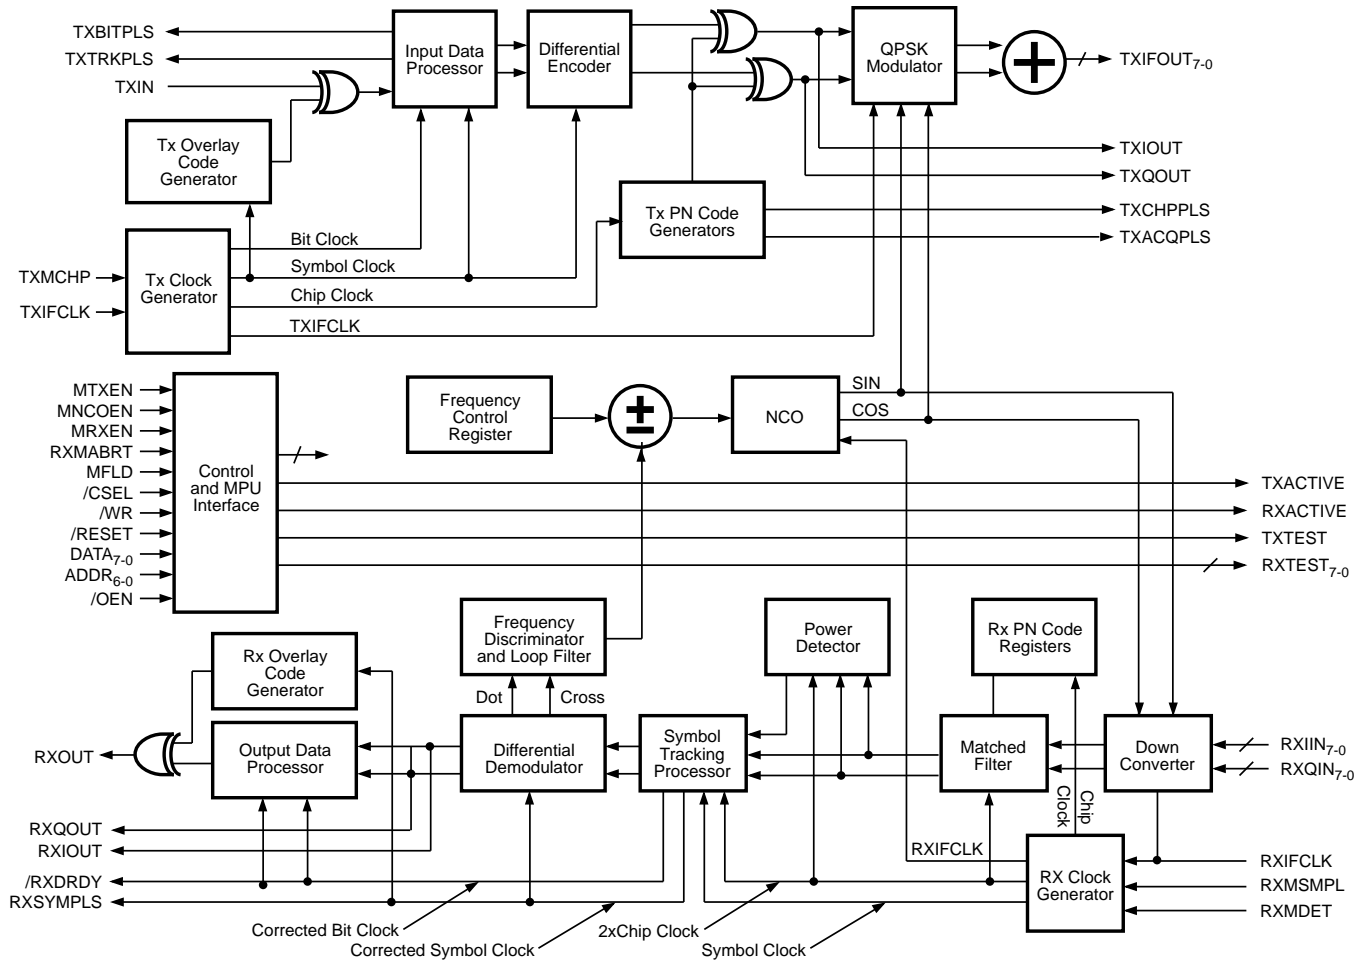 TXBITPLS
TXTRKPLS
TXIN
Input Data
Processor
Differential
Encoder
QPSK
Modulator
TXIFOUT7-0
Tx Overlay
Code
Generator
TXIOUT
TXQOUT
Tx PN Code
Generators
TXCHPPLS
TXACQPLS
TXMCHP
TXIFCLK
Tx Clock
Generator
Bit Clock
Symbol Clock
Chip Clock
TXIFCLK
MTXEN
MNCOEN
MRXEN
RXMABRT
MFLD
/CSEL
/WR
/RESET
DATA7-0
ADDR6-0
/OEN
Control
and MPU
Interface
Frequency
Control
Register
±
NCO
SIN
COS
TXACTIVE
RXACTIVE
TXTEST
RXTEST7-0
Frequency
Discriminator
and Loop Filter
Power
Detector
Rx PN Code
Registers
Rx Overlay
Code
Generator
Dot
Cross
RXOUT
Output Data
Processor
Differential
Demodulator
Symbol
Tracking
Processor
Matched
Filter
Down
Converter
RXIIN7-0
RXQIN7-0
Chip
Clock
RXQOUT
RXIOUT
/RXDRDY
RXSYMPLS
RXIFCLK
RX Clock
Generator
RXIFCLK
RXMSMPL
RXMDET
Corrected Bit Clock
Corrected Symbol Clock
2xChip Clock
Symbol Clock